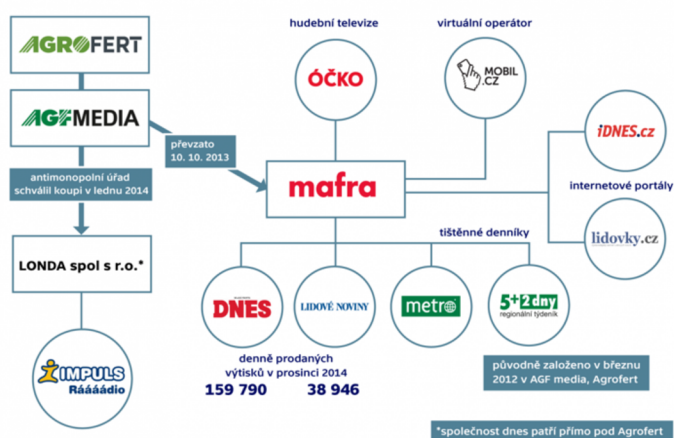 AGROFERT
AGFMEDIA
převzato
10. 10. 2013
antimonopolní úřad
schválil koupi v lednu 2014
LONDA spol s r.o.*
IMPULS
Ráááádio
hudební televize
ÓČKO
virtuální operátor
MOBIL
.CZ
mafra
iDNES.cz
internetové portály
lidovky.cz
tištěnné denníky
DNES
LIDOVÉ NOVINY
metro
5+2 dny
regionální týdeník
denně prodaných
výtisků v prosinci 2014
159 790
38 946
původně založeno v březnu
2012 v AGF media, Agrofert
*společnost dnes patří přímo pod Agrofert